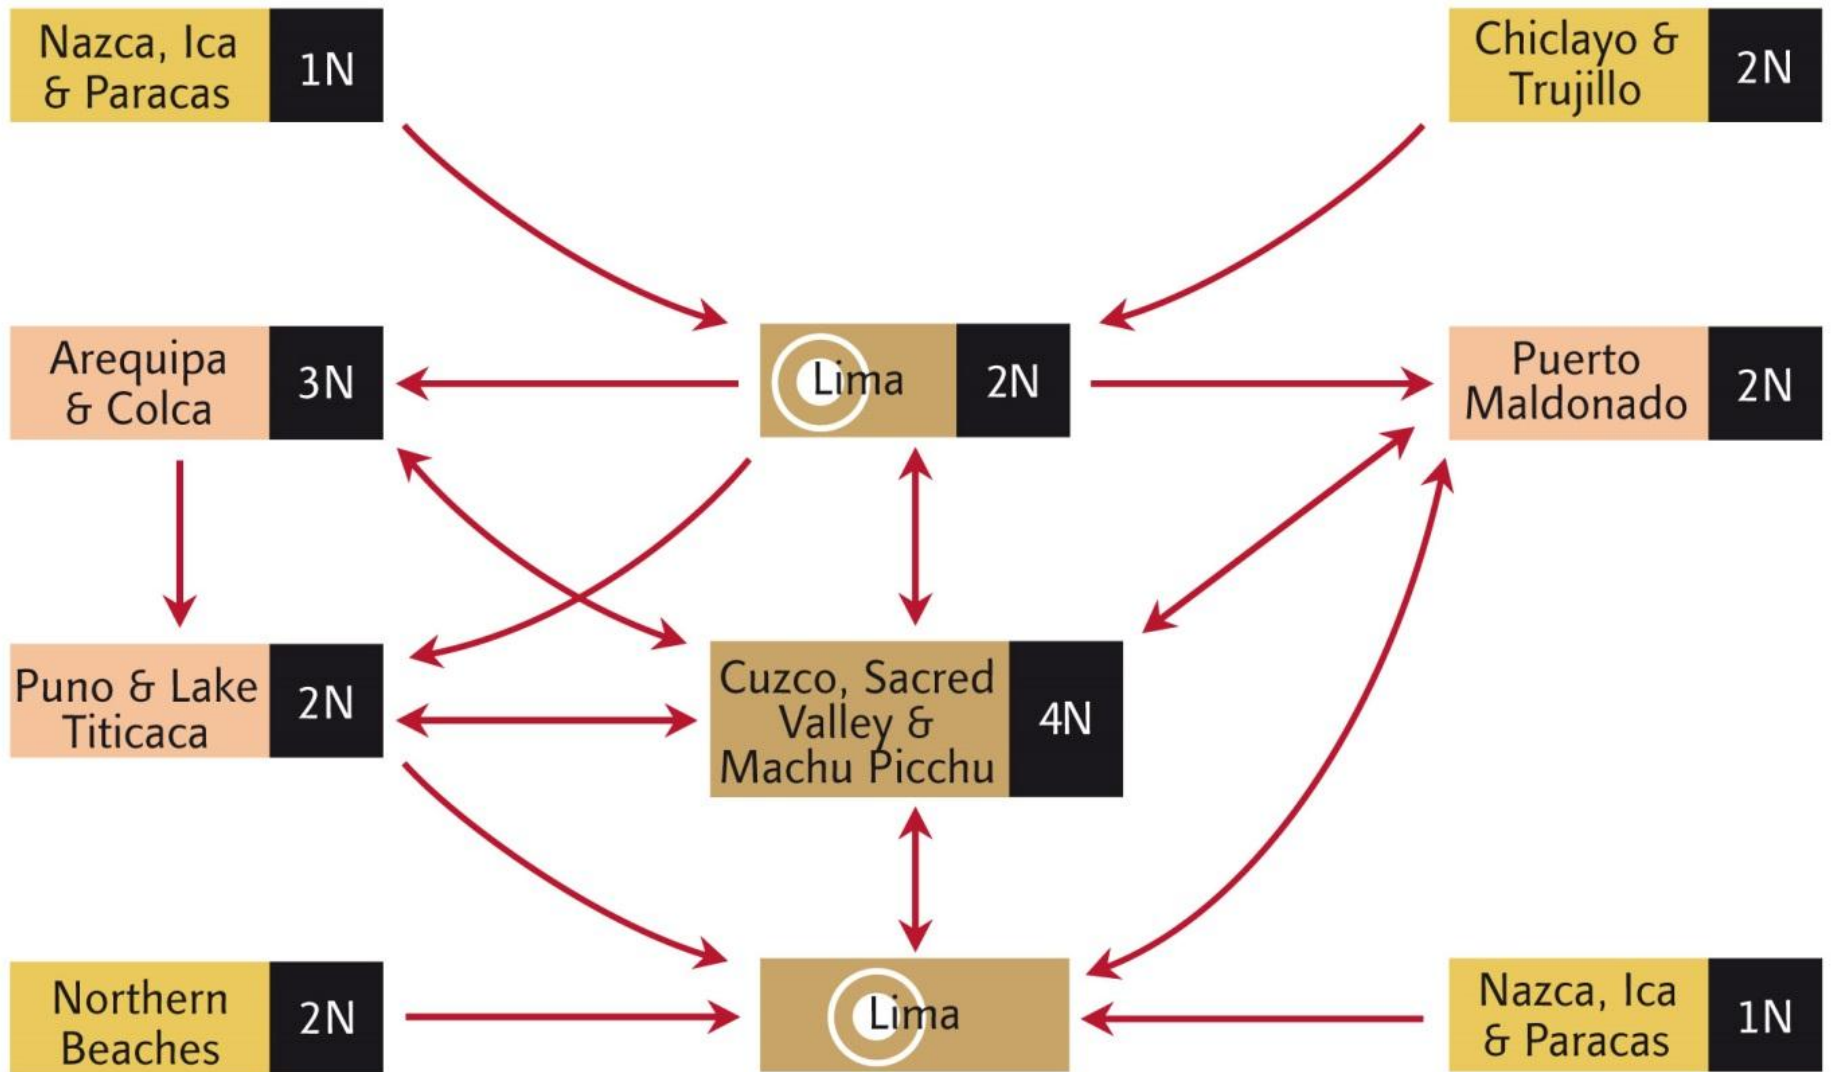 Nazca, Ica
& Paracas
1N
Chiclayo &
Trujillo
2N
Arequipa
& Colca
3N
Lima
2N
Puerto
Maldonado
2N
Puno & Lake
Titicaca
2N
Cuzco, Sacred
Valley &
Machu Picchu
4N
Northern
Beaches
2N
Lima
Nazca, Ica
& Paracas
1N